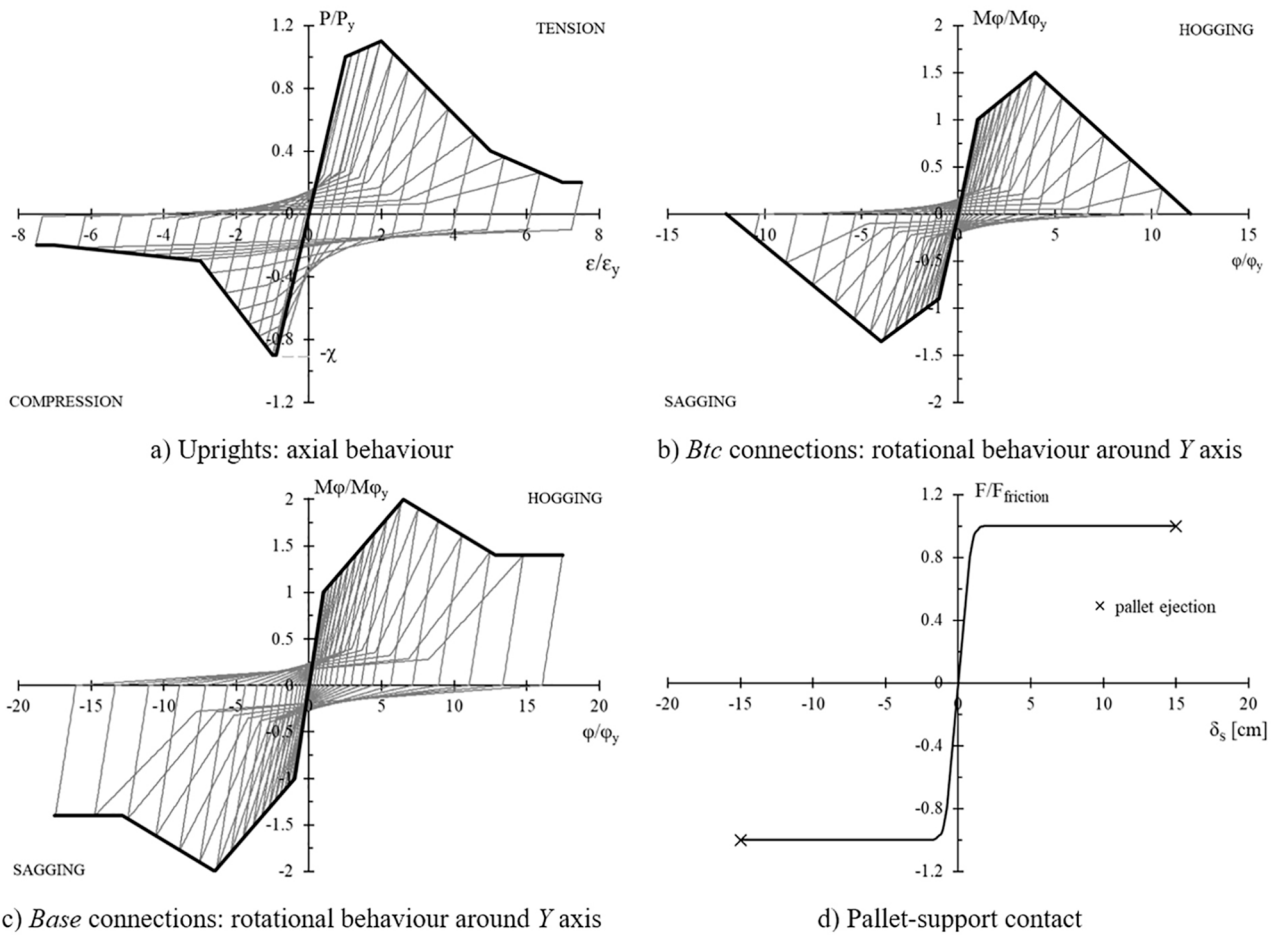 P/Py
TENSION
1.2
0.8
0.4
0
-8 -6 -4 -2 0 2 4 6 8
ε/εy
-0.4
-0.8
-χ
-1.2
COMPRESSION
a) Uprights: axial behaviour
Mφ/Mφy
HOGGING
2
1.5
1
0.5
0
-15 -10 -5 0 5 10 15
φ/φy
-0.5
-1
-1.5
-2
SAGGING
b) Btc connections: rotational behaviour around Y axis
Mφ/Mφy
HOGGING
2
1.5
1
0.5
0
-20 -15 -10 -5 0 5 10 15 20
φ/φy
-0.5
-1
-1.5
-2
SAGGING
c) Base connections: rotational behaviour around Y axis
F/Ffriction
1.2
0.8
× pallet ejection
0.4
0
-20 -15 -10 -5 0 5 10 15 20
δs [cm]
-0.4
-0.8
-1.2
d) Pallet-support contact